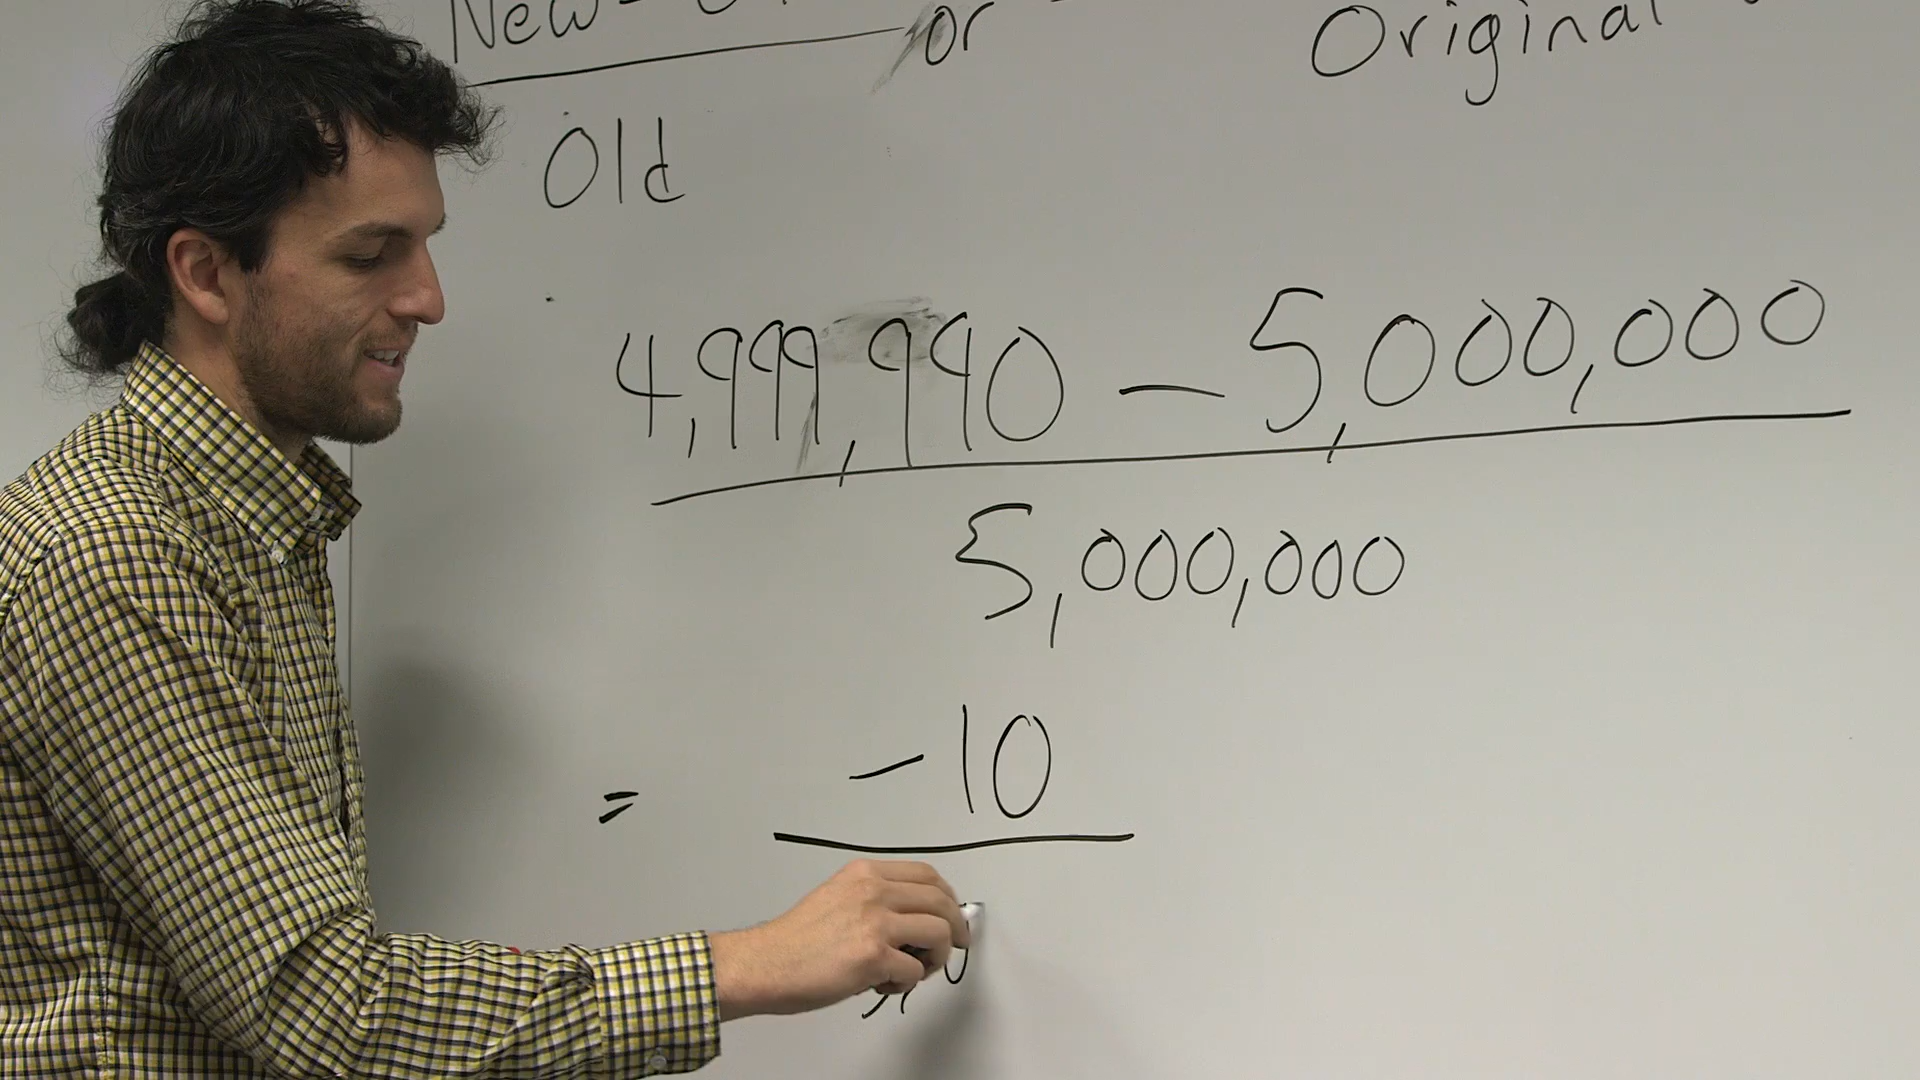 New - or Original
Old
4,999,990 - 5,000,000
5,000,000
= -10